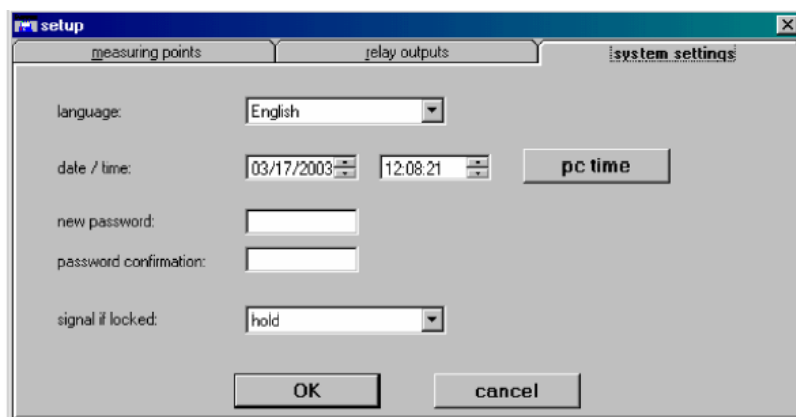 setup
measuring points relay outputs system settings
language: English
date / time: 03/17/2003 12:08:21 pc time
new password:
password confirmation:
signal if locked: hold
OK cancel